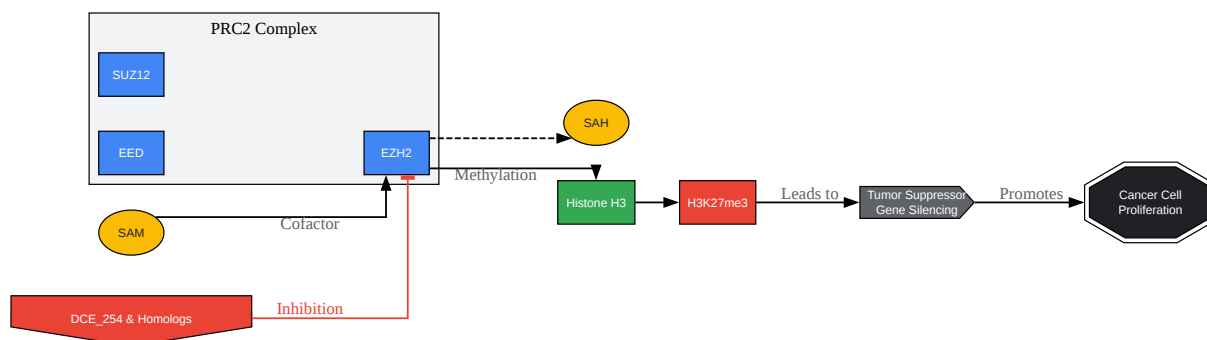 PRC2 Complex
SUZ12
EED
EZH2
SAH
Methylation
Histone H3
H3K27me3
Leads to
Tumor Suppressor
Gene Silencing
Promotes
Cancer Cell
Proliferation
SAM
Cofactor
DCE_254 & Homologs
Inhibition